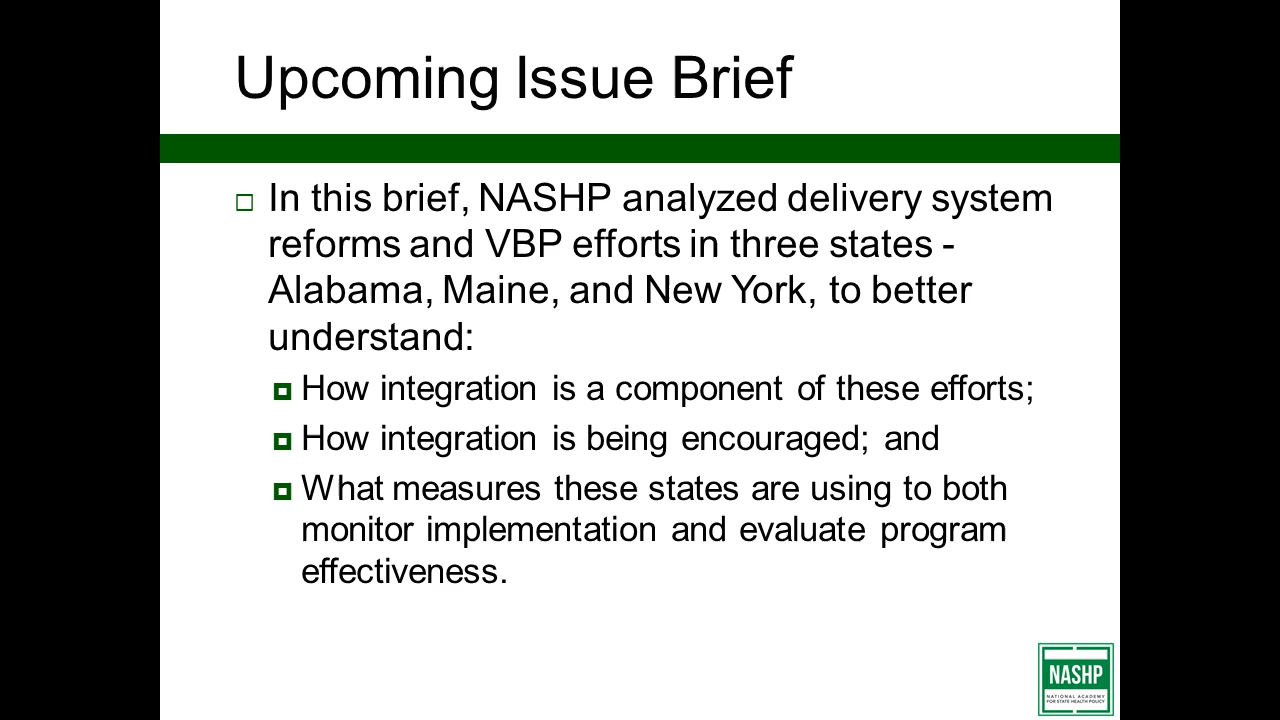 Upcoming Issue Brief
In this brief, NASHP analyzed delivery system
reforms and VBP efforts in three states -
Alabama, Maine, and New York, to better
understand:
How integration is a component of these efforts;
How integration is being encouraged; and
What measures these states are using to both
monitor implementation and evaluate program
effectiveness.
NASHP
NATIONAL ACADEMY
FOR STATE HEALTH POLICY